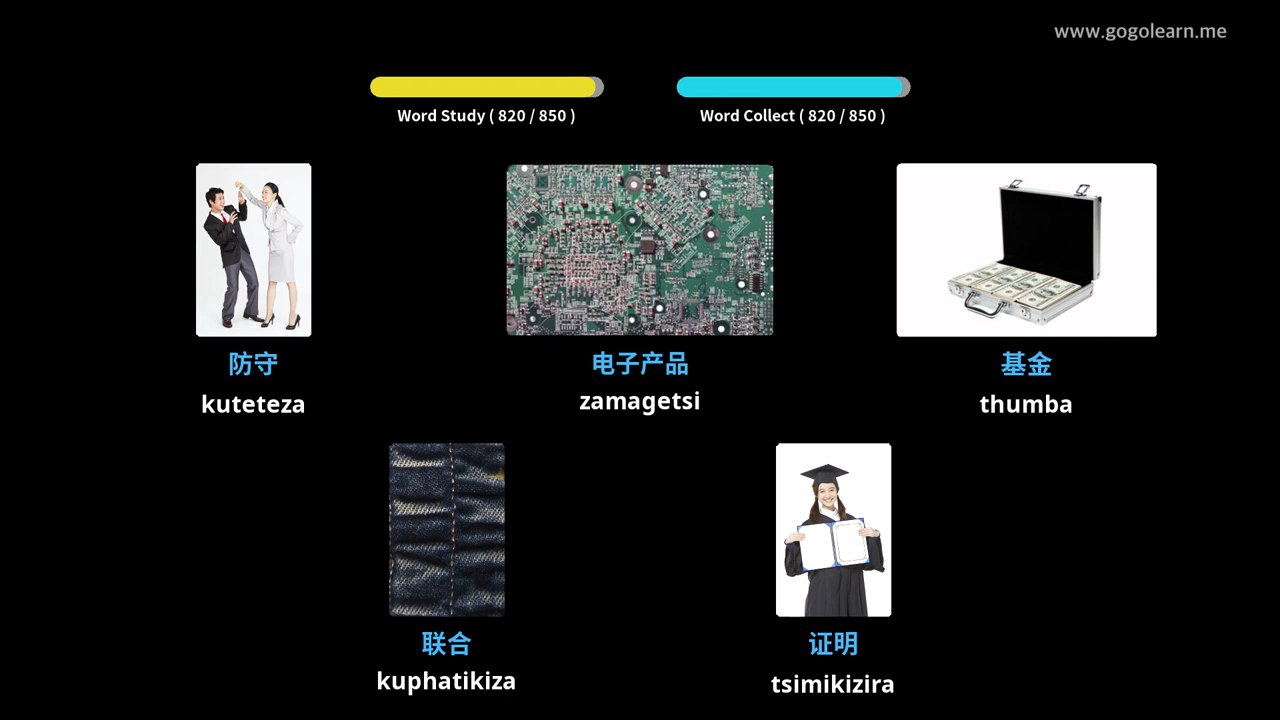 www.gogolearn.me
Word Study ( 820 / 850 )
Word Collect ( 820 / 850 )
防守
kuteteza
电子产品
zamagetsi
基金
thumba
联合
kuphatikiza
证明
tsimikizira